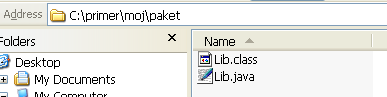 Address C:\primer\moj\paket
Folders
Name
Desktop
My Documents
My Computer
Lib.class
Lib.java